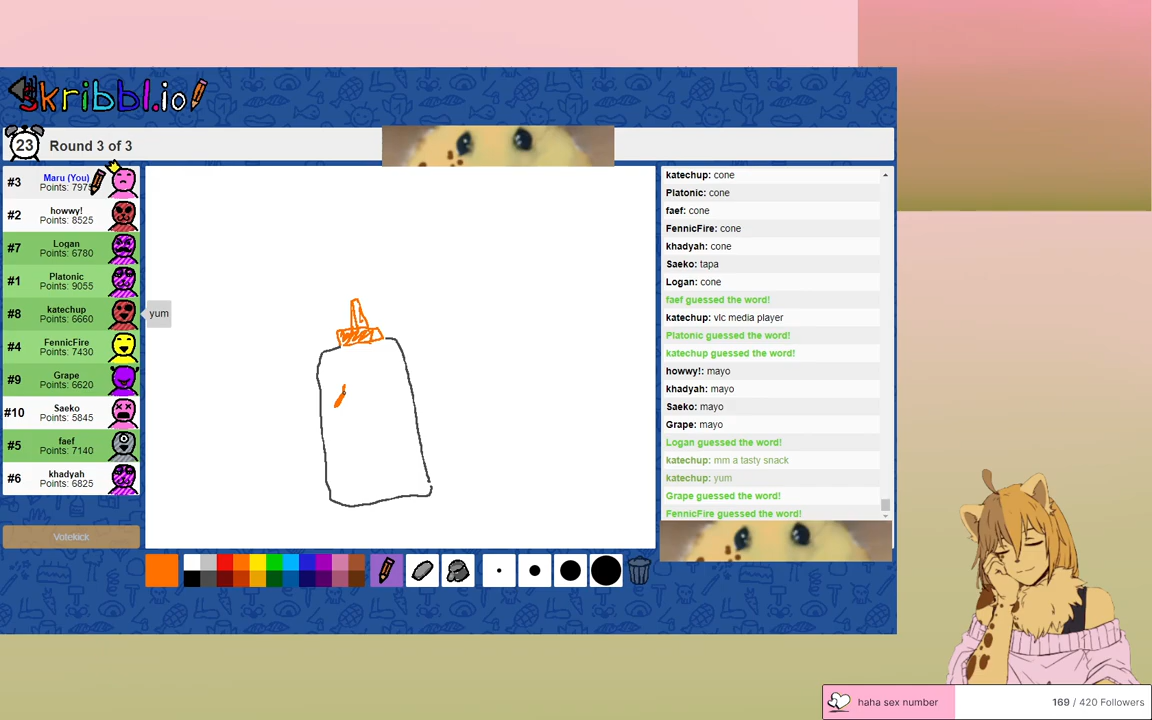 skribbl.io!
23
Round 3 of 3
#3 Maru (You)
Points: 7975
#2 howwy!
Points: 8525
#7 Logan
Points: 6780
#1 Platonic
Points: 9055
#8 katechup
Points: 6660
yum
#4 FennicFire
Points: 7430
#9 Grape
Points: 6620
#10 Saeko
Points: 5845
#5 faef
Points: 7140
#6 khadyah
Points: 6825
Votekick
katechup: cone
Platonic: cone
faef: cone
FennicFire: cone
khadyah: cone
Saeko: tapa
Logan: cone
faef guessed the word!
katechup: vlc media player
Platonic guessed the word!
katechup guessed the word!
howwy!: mayo
khadyah: mayo
Saeko: mayo
Grape: mayo
Logan guessed the word!
katechup: mm a tasty snack
katechup: yum
Grape guessed the word!
FennicFire guessed the word!
haha sex number
169 / 420 Followers